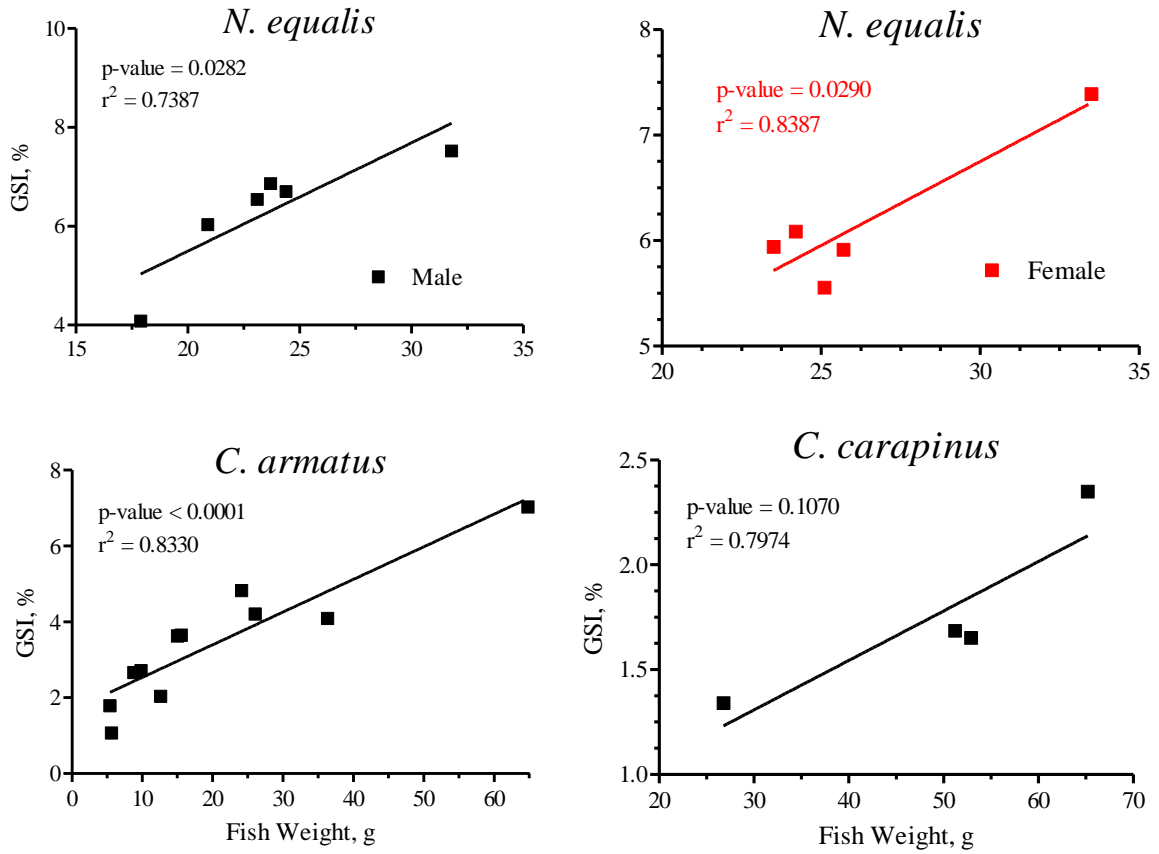 N. equalis
p-value = 0.0282
r² = 0.7387
GSI, %
10
8
6
4
15 20 25 30 35
Male
N. equalis
p-value = 0.0290
r² = 0.8387
8
7
6
5
20 25 30 35
Female
C. armatus
p-value < 0.0001
r² = 0.8330
GSI, %
8
6
4
2
0
0 10 20 30 40 50 60
Fish Weight, g
C. carapinus
p-value = 0.1070
r² = 0.7974
GSI, %
2.5
2.0
1.5
1.0
20 30 40 50 60 70
Fish Weight, g